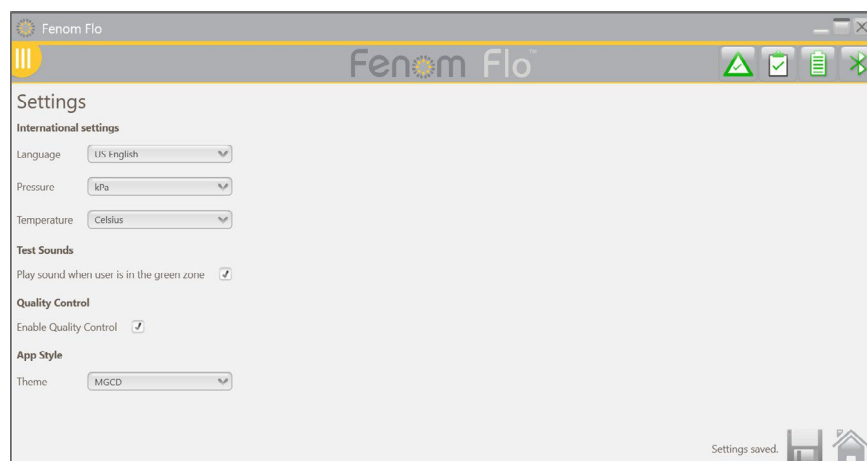 Fenom Flo
Fenom Flo™
Settings
International settings
Language US English
Pressure kPa
Temperature Celsius
Test Sounds
Play sound when user is in the green zone
Quality Control
Enable Quality Control
App Style
Theme MGCD
Settings saved.